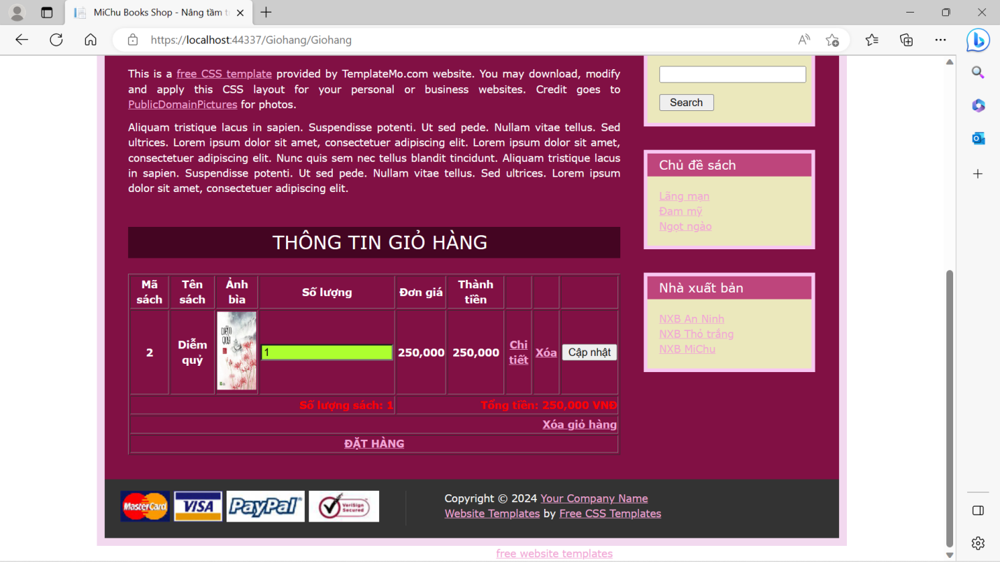 MiChu Books Shop - Nâng tầm t
https://localhost:44337/Giohang/Giohang
This is a free CSS template provided by TemplateMo.com website. You may download, modify
and apply this CSS layout for your personal or business websites. Credit goes to
PublicDomainPictures for photos.
Aliquam tristique lacus in sapien. Suspendisse potenti. Ut sed pede. Nullam vitae tellus. Sed
ultrices. Lorem ipsum dolor sit amet, consectetuer adipiscing elit. Lorem ipsum dolor sit amet,
consectetuer adipiscing elit. Nunc quis sem nec tellus blandit tincidunt. Aliquam tristique lacus
in sapien. Suspendisse potenti. Ut sed pede. Nullam vitae tellus. Sed ultrices. Lorem ipsum
dolor sit amet, consectetuer adipiscing elit.
THÔNG TIN GIỎ HÀNG
Mã sách Tên sách Ảnh bìa Số lượng Đơn giá Thành tiền
2 Diễm quỷ DIỄM QUỶ 1 250,000 250,000 Chi tiết Xóa Cập nhật
Số lượng sách: 1 Tổng tiền: 250,000 VNĐ
Xóa giỏ hàng
ĐẶT HÀNG
Search
Chủ đề sách
Lãng mạn
Đam mỹ
Ngọt ngào
Nhà xuất bản
NXB An Ninh
NXB Thỏ trắng
NXB MiChu
MasterCard VISA PayPal VeriSign Secured
Copyright © 2024 Your Company Name
Website Templates by Free CSS Templates
free website templates